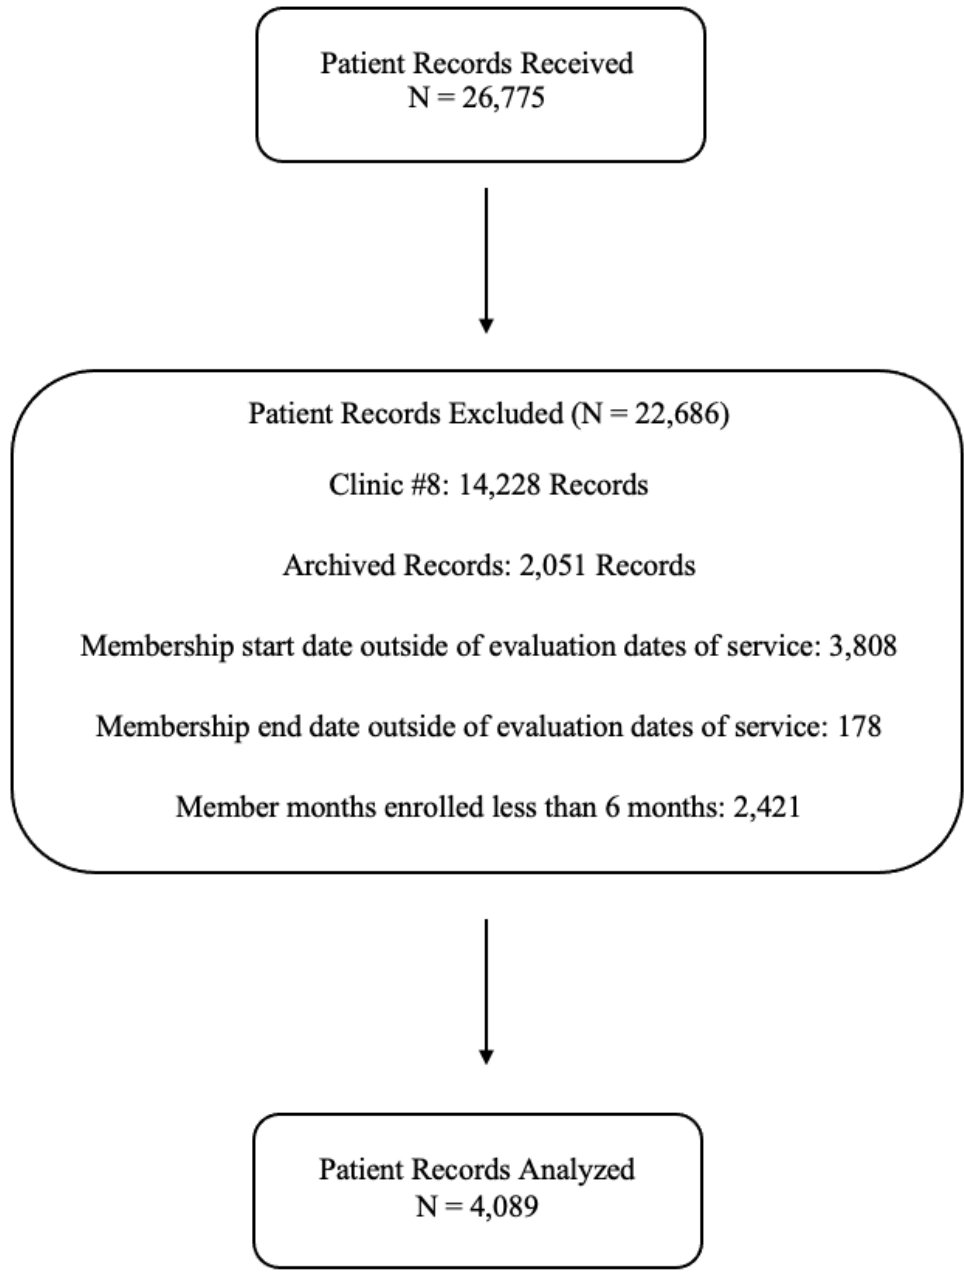 Patient Records Received
N = 26,775
Patient Records Excluded (N = 22,686)
Clinic #8: 14,228 Records
Archived Records: 2,051 Records
Membership start date outside of evaluation dates of service: 3,808
Membership end date outside of evaluation dates of service: 178
Member months enrolled less than 6 months: 2,421
Patient Records Analyzed
N = 4,089